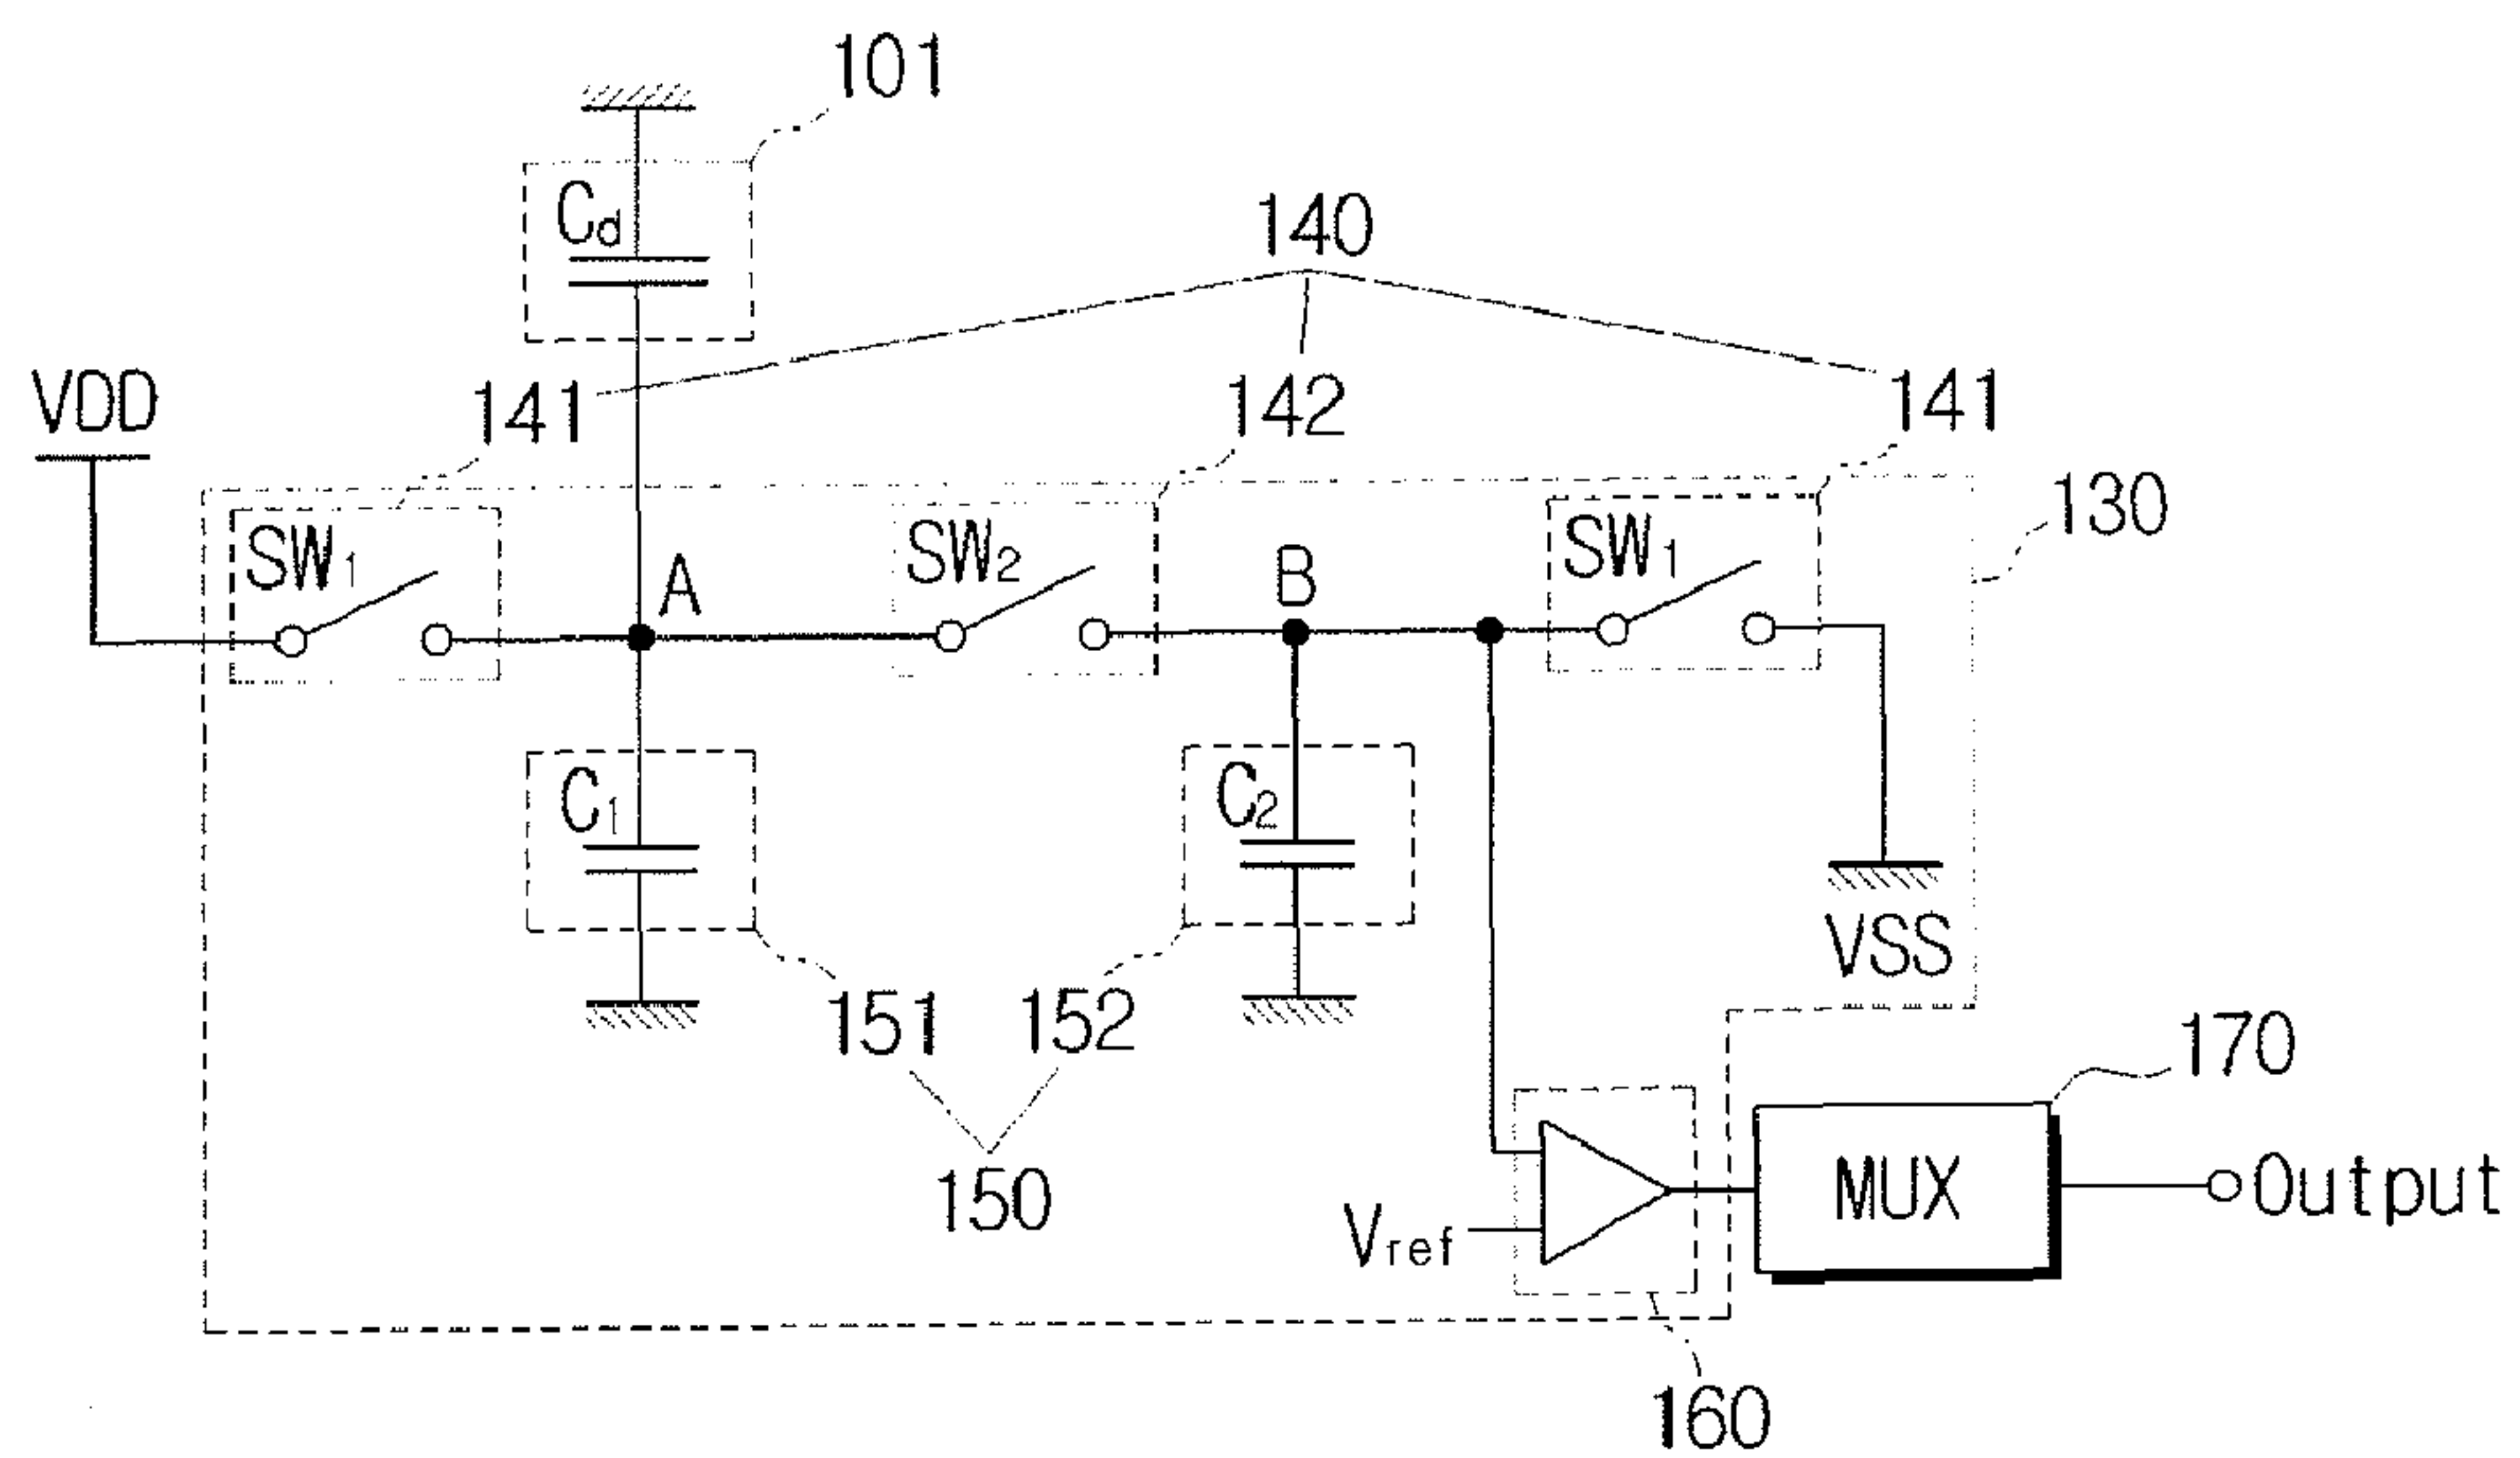 101
Cd
140
VDD
141
142
141
130
SW1
A
SW2
B
SW1
C1
C2
VSS
151
152
170
150
Vref
MUX
Output
160